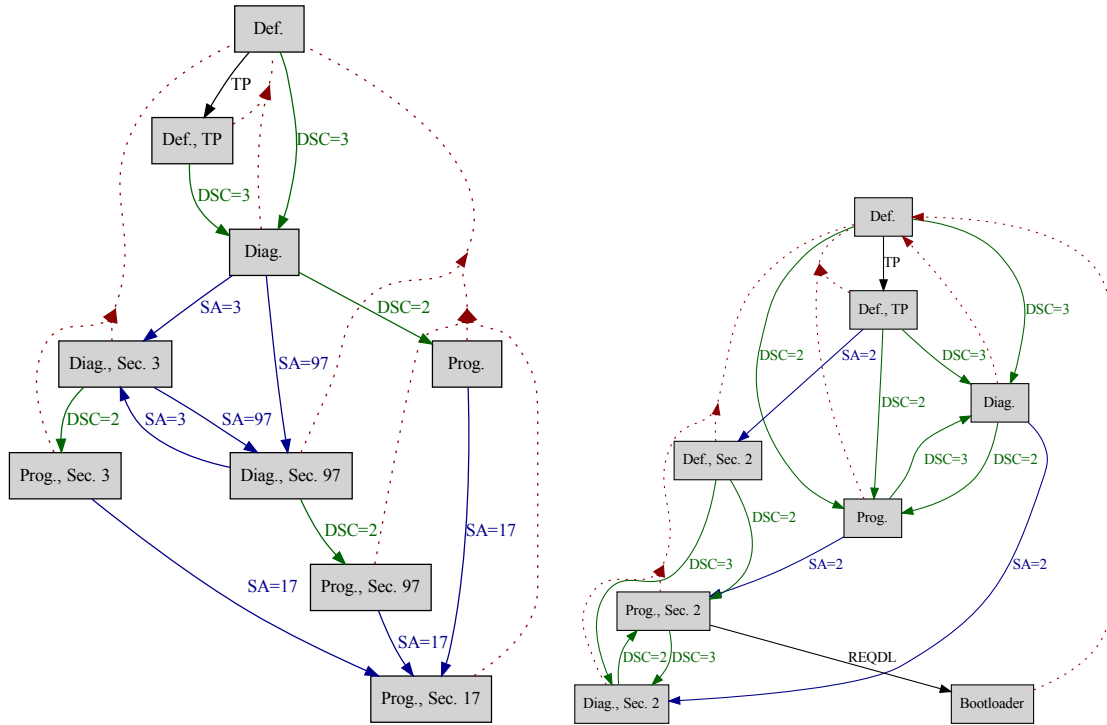 Def.
TP
Def., TP
DSC=3
DSC=3
Diag.
SA=3
DSC=2
SA=97
Diag., Sec. 3
Prog.
DSC=2
SA=3
SA=97
Prog., Sec. 3
Diag., Sec. 97
DSC=2
SA=17
SA=17
Prog., Sec. 97
SA=17
Prog., Sec. 17
Def.
TP
Def., TP
DSC=3
DSC=2
SA=2
DSC=3
Diag.
DSC=2
Def., Sec. 2
DSC=3
DSC=2
Prog.
DSC=2
DSC=3
SA=2
SA=2
Prog., Sec. 2
REQDL
DSC=2
DSC=3
Diag., Sec. 2
Bootloader